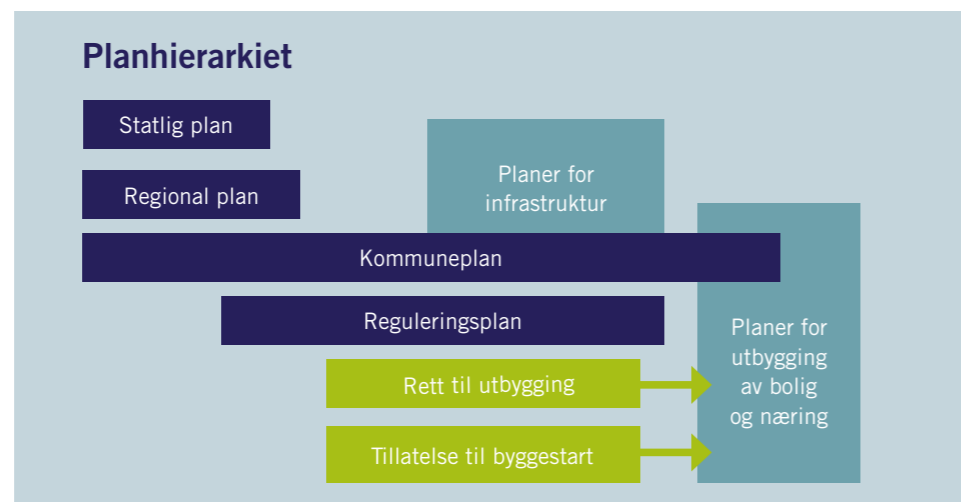 Planhierarkiet
Statlig plan
Regional plan
Planer for
infrastruktur
Kommuneplan
Reguleringsplan
Rett til utbygging
Tillatelse til byggestart
Planer for
utbygging
av bolig
og næring